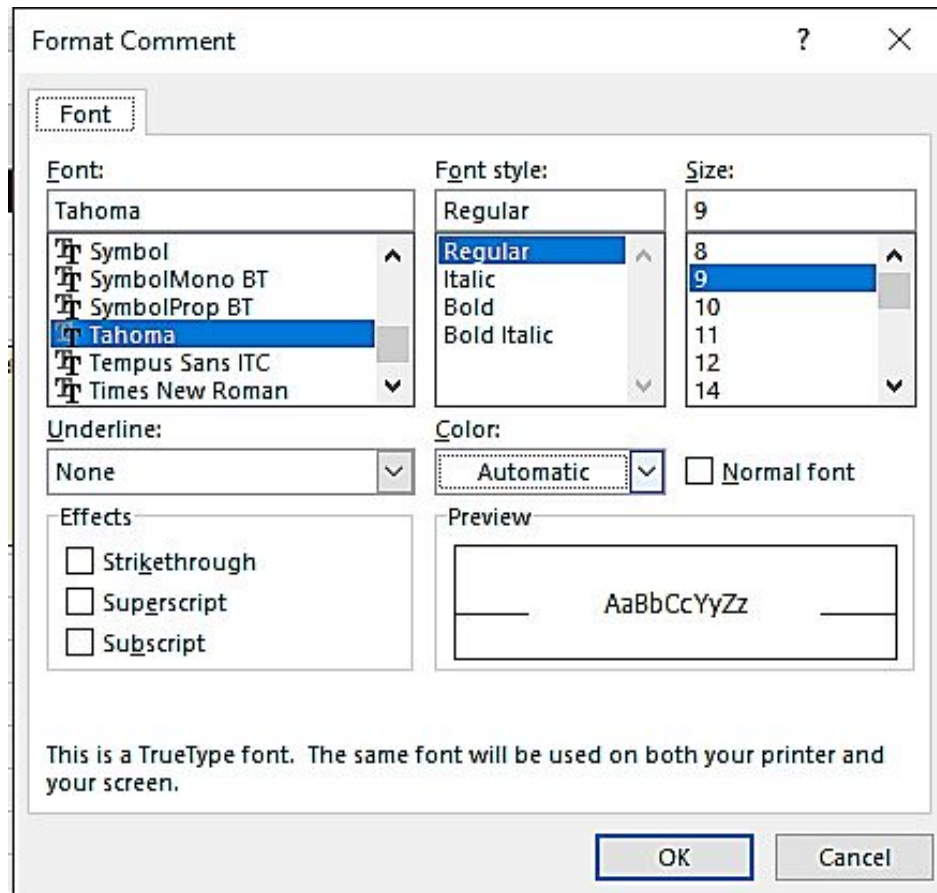 Format Comment ?
Font
Font:
Tahoma
Symbol
SymbolMono BT
SymbolProp BT
Tahoma
Tempus Sans ITC
Times New Roman
Font style:
Regular
Regular
Italic
Bold
Bold Italic
Size:
9
8
9
10
11
12
14
Underline:
None
Color:
Automatic
Normal font
Effects
Strikethrough
Superscript
Subscript
Preview
AaBbCcYyZz
This is a TrueType font. The same font will be used on both your printer and
your screen.
OK
Cancel